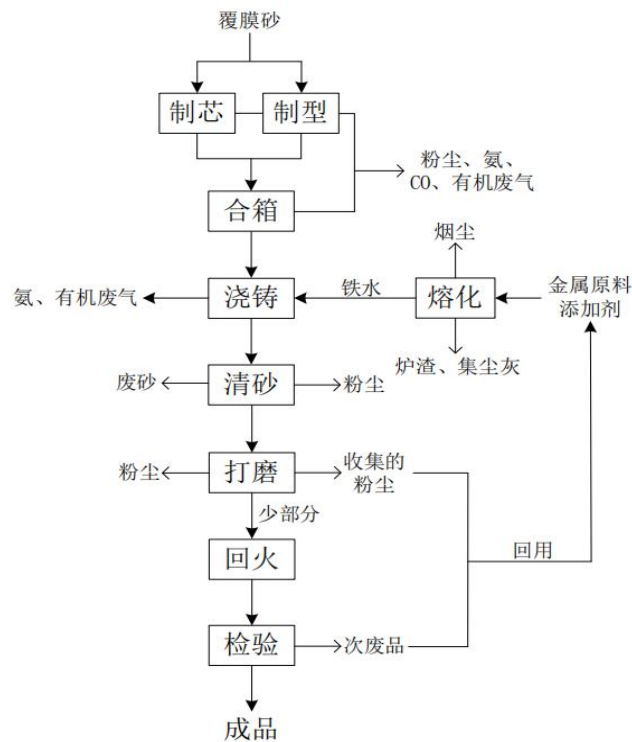 覆膜砂
制芯
制型
粉尘、氨、
CO、有机废气
合箱
烟尘
氨、有机废气
浇铸
铁水
熔化
金属原料
添加剂
炉渣、集尘灰
废砂
清砂
粉尘
粉尘
打磨
收集的
粉尘
少部分
回火
回用
检验
次废品
成品